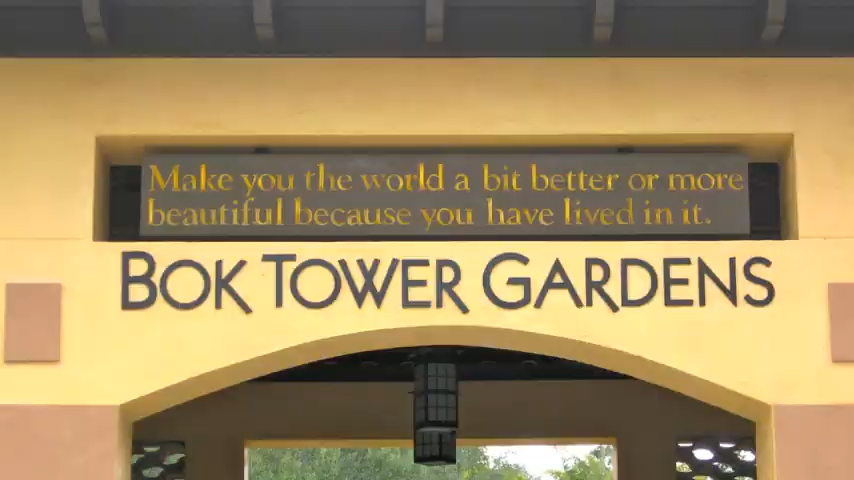 Make you the world a bit better or more
beautiful because you have lived in it.
BOK TOWER GARDENS